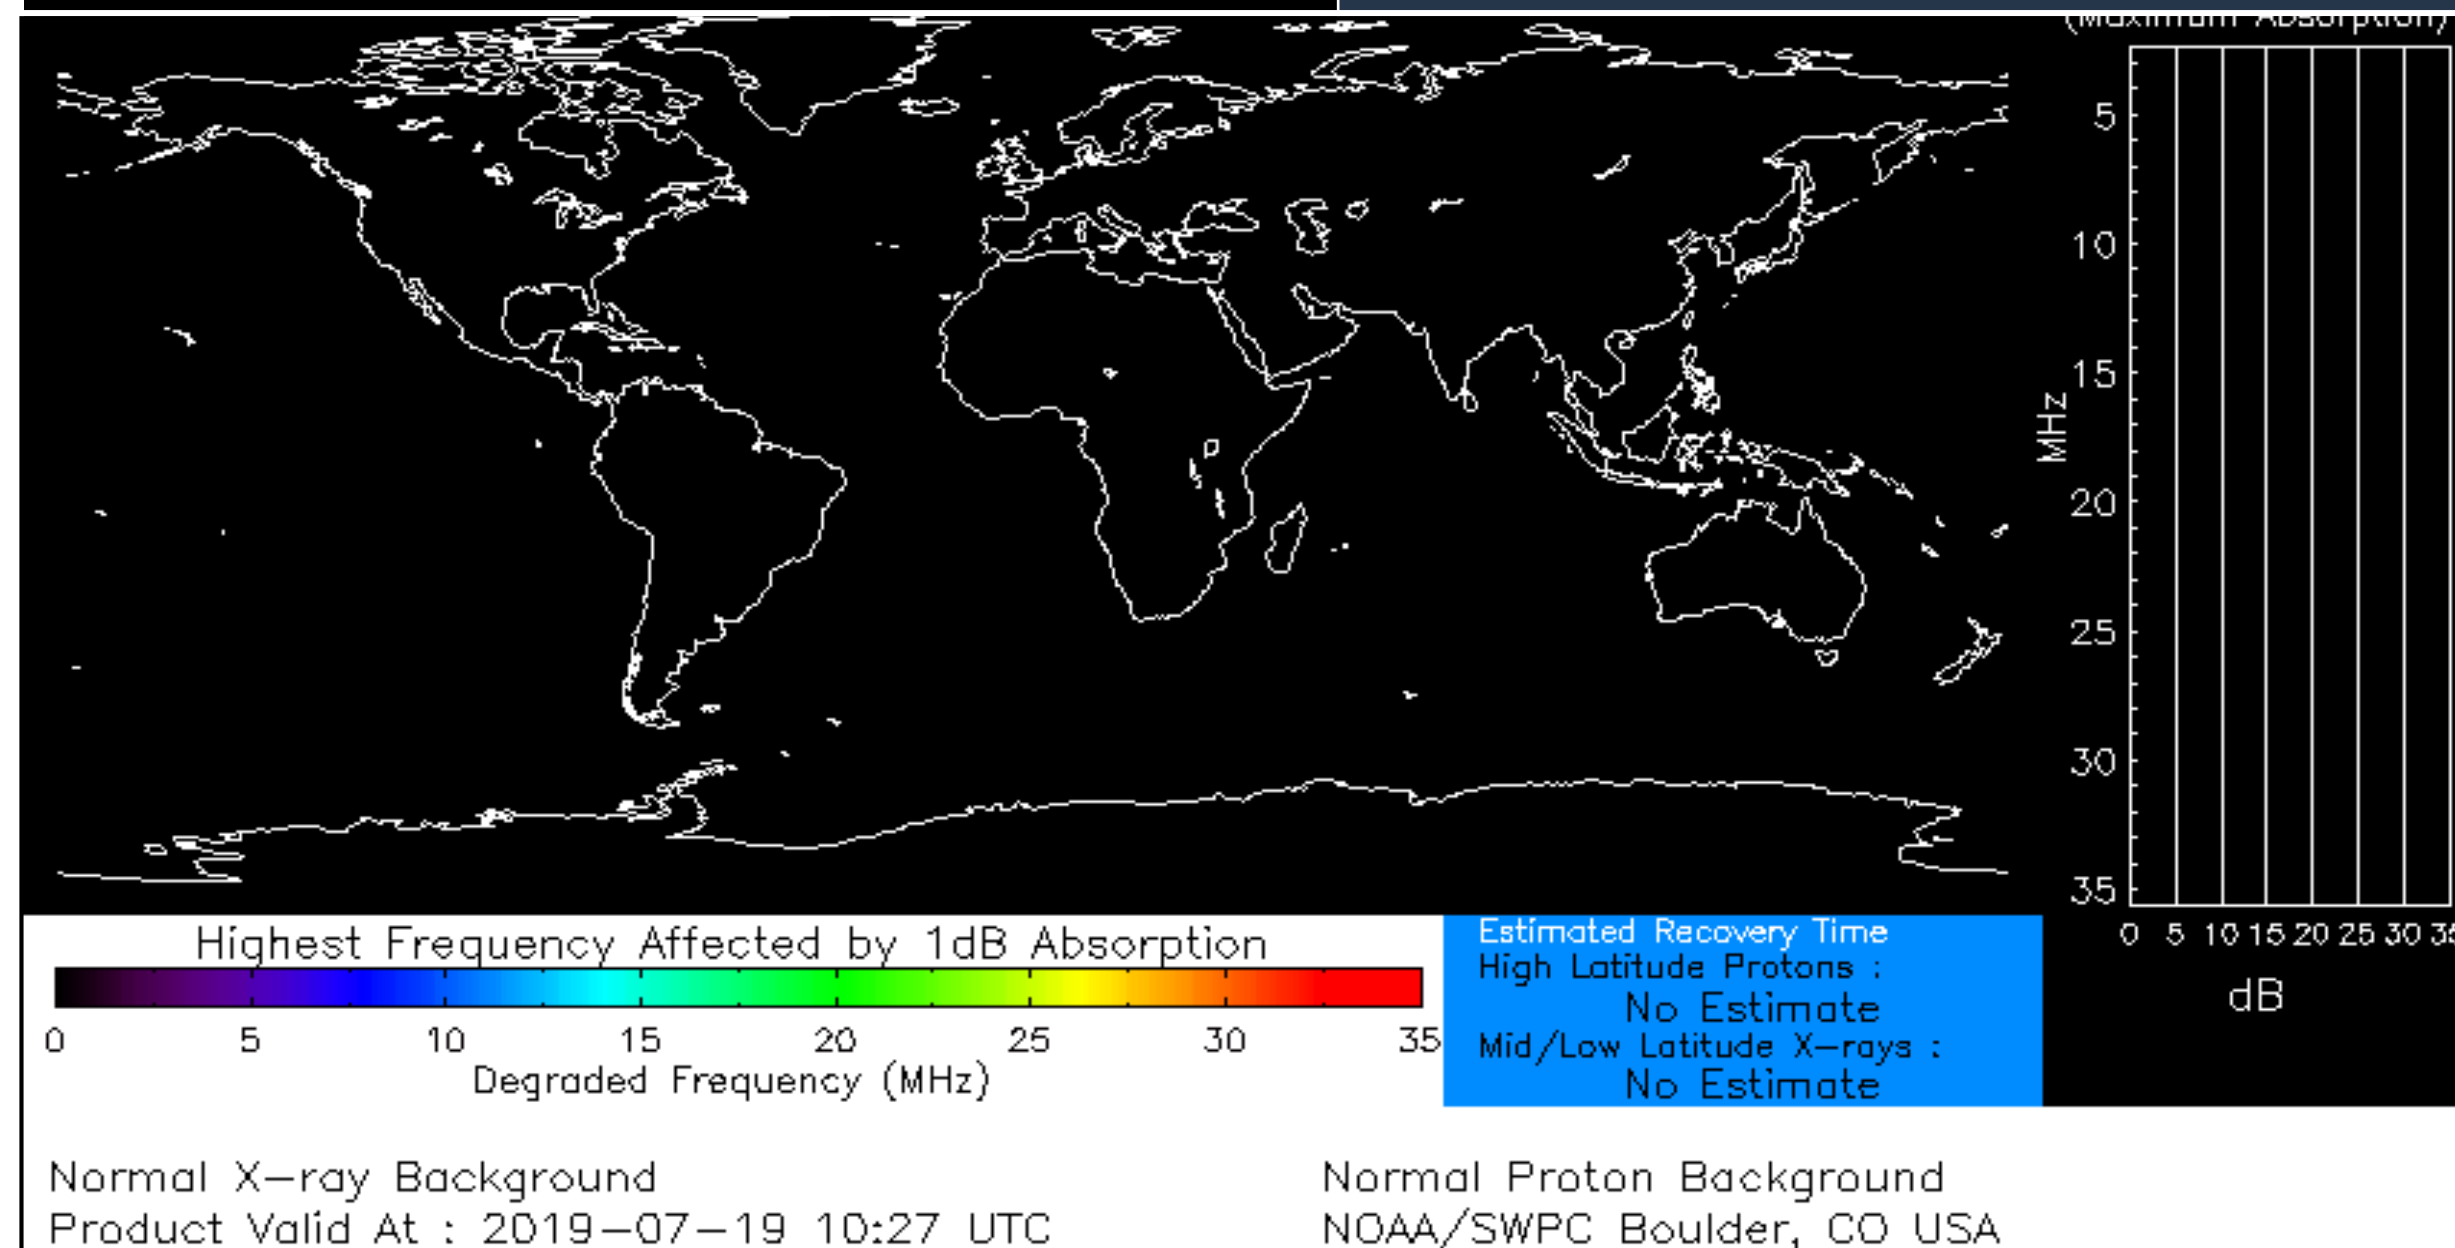 (Maximum Absorption)
5
10
15
20
25
30
35
MHz
0 5 10 15 20 25 30 35
dB
Highest Frequency Affected by 1dB Absorption
0 5 10 15 20 25 30 35
Degraded Frequency (MHz)
Estimated Recovery Time
High Latitude Protons :
No Estimate
Mid/Low Latitude X-rays :
No Estimate
Normal X-ray Background
Product Valid At : 2019-07-19 10:27 UTC
Normal Proton Background
NOAA/SWPC Boulder, CO USA